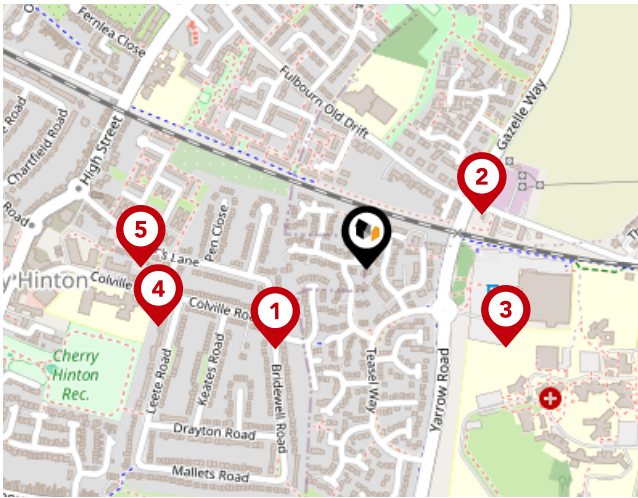 Fernlea Close
Fulbourn Old Drift
Gazelle Way
High Street
Chartfield Road
Road
Road
2
5
Pen Close
's Lane
y Hinton
Colville
4
Colville Ro
1
3
Cherry
Hinton
Rec.
Leete Road
Keates Road
Bridewell Road
Teasel Way
Yarrow Road
Drayton Road
Mallets Road